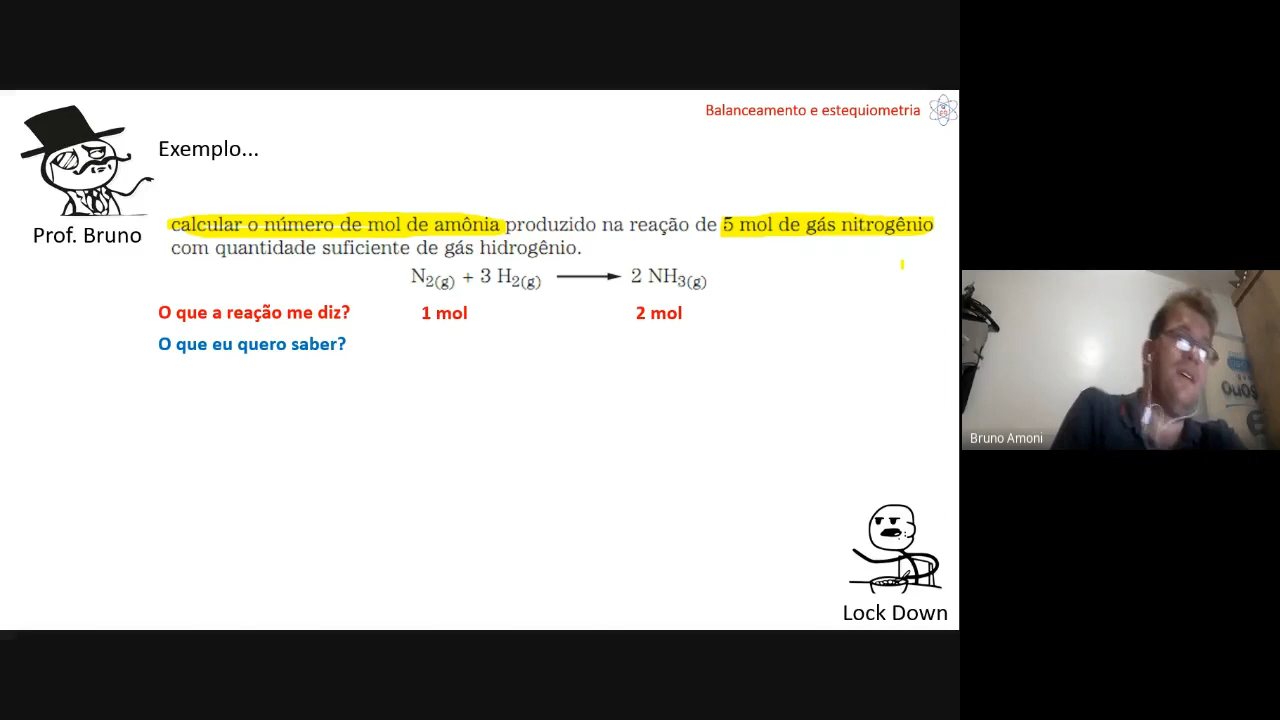 Balanceamento e estequiometria
Exemplo...
Prof. Bruno
calcular o número de mol de amônia produzido na reação de 5 mol de gás nitrogênio
com quantidade suficiente de gás hidrogênio.
N2(g) + 3 H2(g) ⟶ 2 NH3(g)
O que a reação me diz? 1 mol 2 mol
O que eu quero saber?
Bruno Amoni
Lock Down